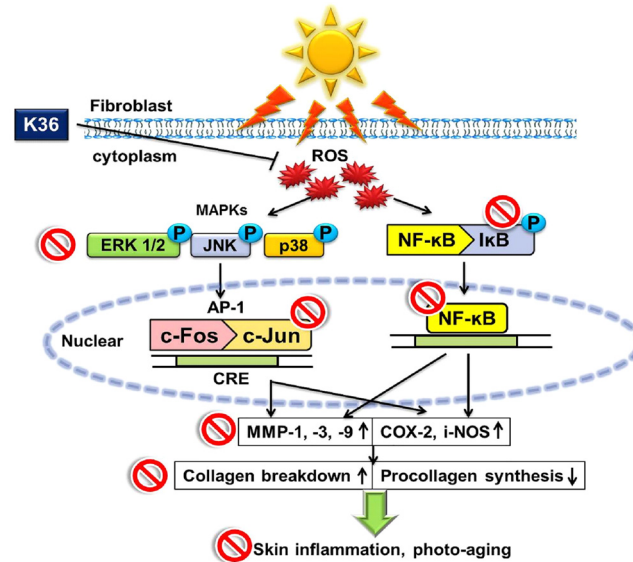 Fibroblast
K36
cytoplasm
ROS
MAPKs
P
P
P
P
ERK 1/2
JNK
p38
NF-κB
IκB
AP-1
NF-κB
Nuclear
c-Fos
c-Jun
CRE
MMP-1, -3, -9 ↑
COX-2, i-NOS ↑
Collagen breakdown ↑
Procollagen synthesis ↓
Skin inflammation, photo-aging